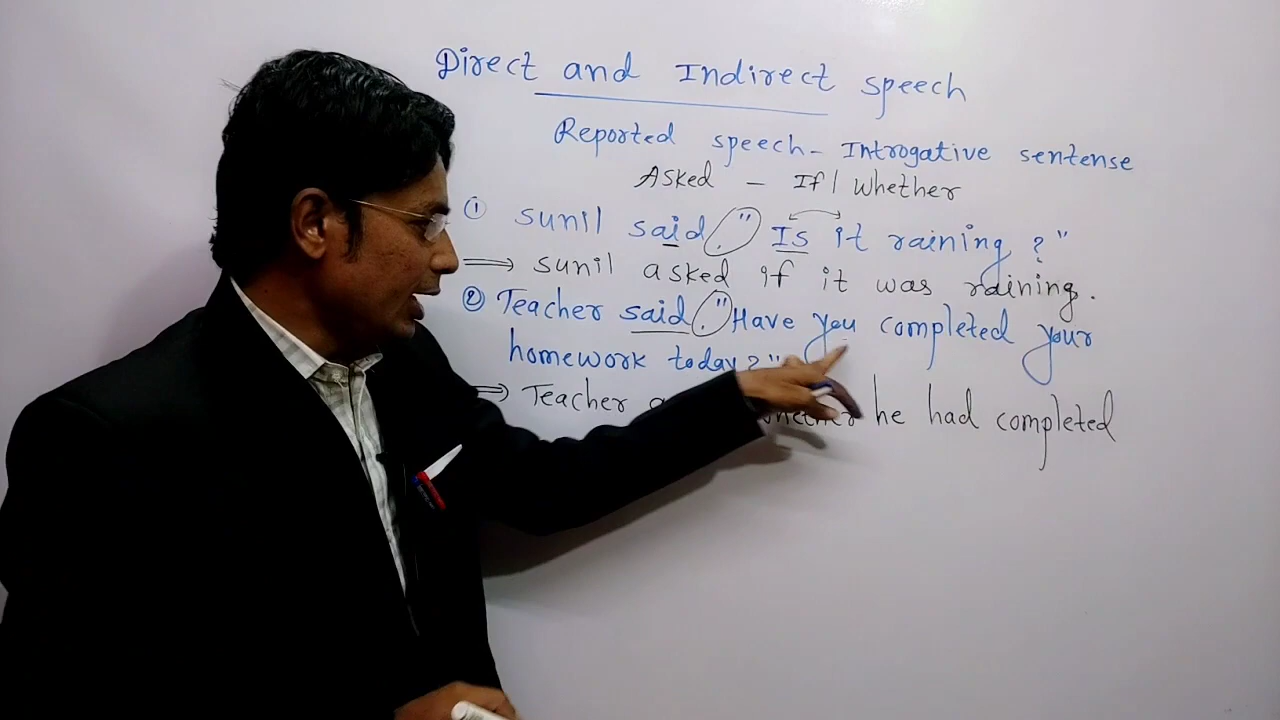 Direct and Indirect speech
Reported speech - Introgative sentense
Asked - If / Whether
① sunil said, "Is it raining ?"
⇒ sunil asked if it was raining.
② Teacher said, "Have you completed your
homework today ?"
⇒ Teacher whether he had completed